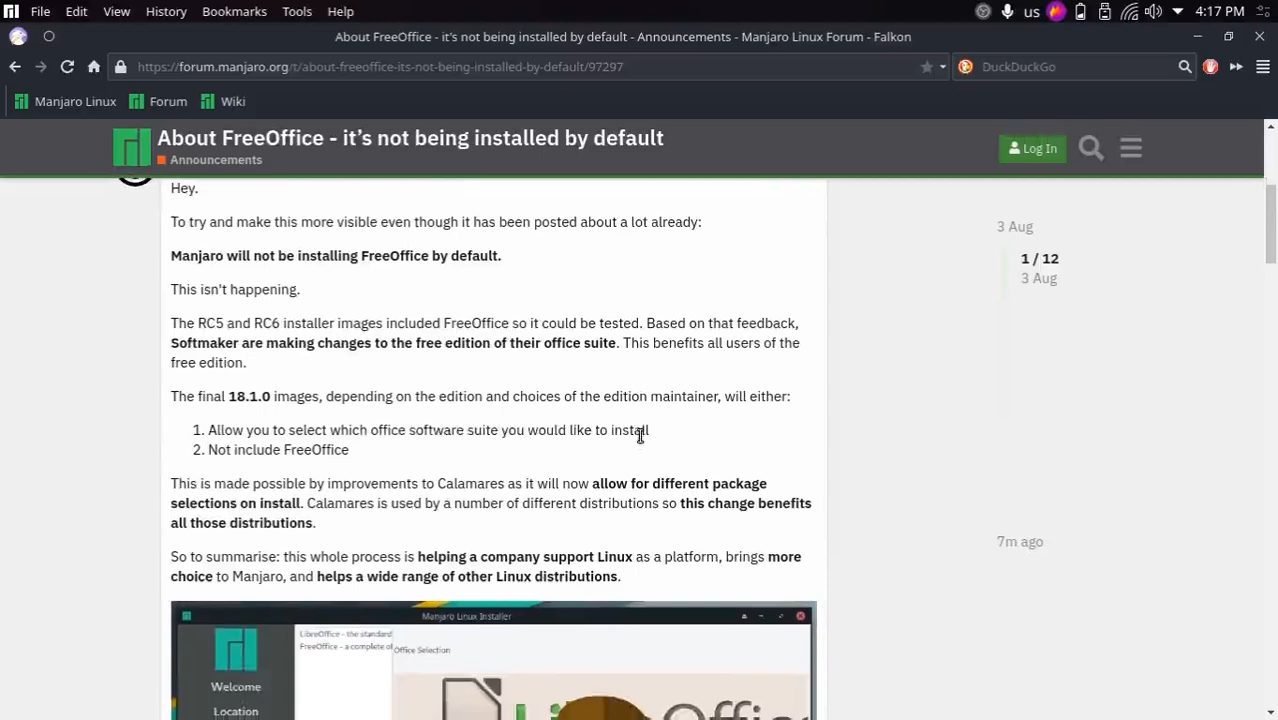 File Edit View History Bookmarks Tools Help us 4:17 PM
About FreeOffice - it's not being installed by default - Announcements - Manjaro Linux Forum - Falkon
https://forum.manjaro.org/t/about-freeoffice-its-not-being-installed-by-default/97297 DuckDuckGo
Manjaro Linux Forum Wiki
About FreeOffice - it’s not being installed by default
Announcements
Log In
Hey.
To try and make this more visible even though it has been posted about a lot already:
Manjaro will not be installing FreeOffice by default.
This isn't happening.
The RC5 and RC6 installer images included FreeOffice so it could be tested. Based on that feedback,
Softmaker are making changes to the free edition of their office suite. This benefits all users of the
free edition.
The final 18.1.0 images, depending on the edition and choices of the edition maintainer, will either:
1. Allow you to select which office software suite you would like to install
2. Not include FreeOffice
This is made possible by improvements to Calamares as it will now allow for different package
selections on install. Calamares is used by a number of different distributions so this change benefits
all those distributions.
So to summarise: this whole process is helping a company support Linux as a platform, brings more
choice to Manjaro, and helps a wide range of other Linux distributions.
3 Aug
1 / 12
3 Aug
7m ago
Manjaro Linux Installer
LibreOffice - the standard
FreeOffice - a complete of
Office Selection
Welcome
Location